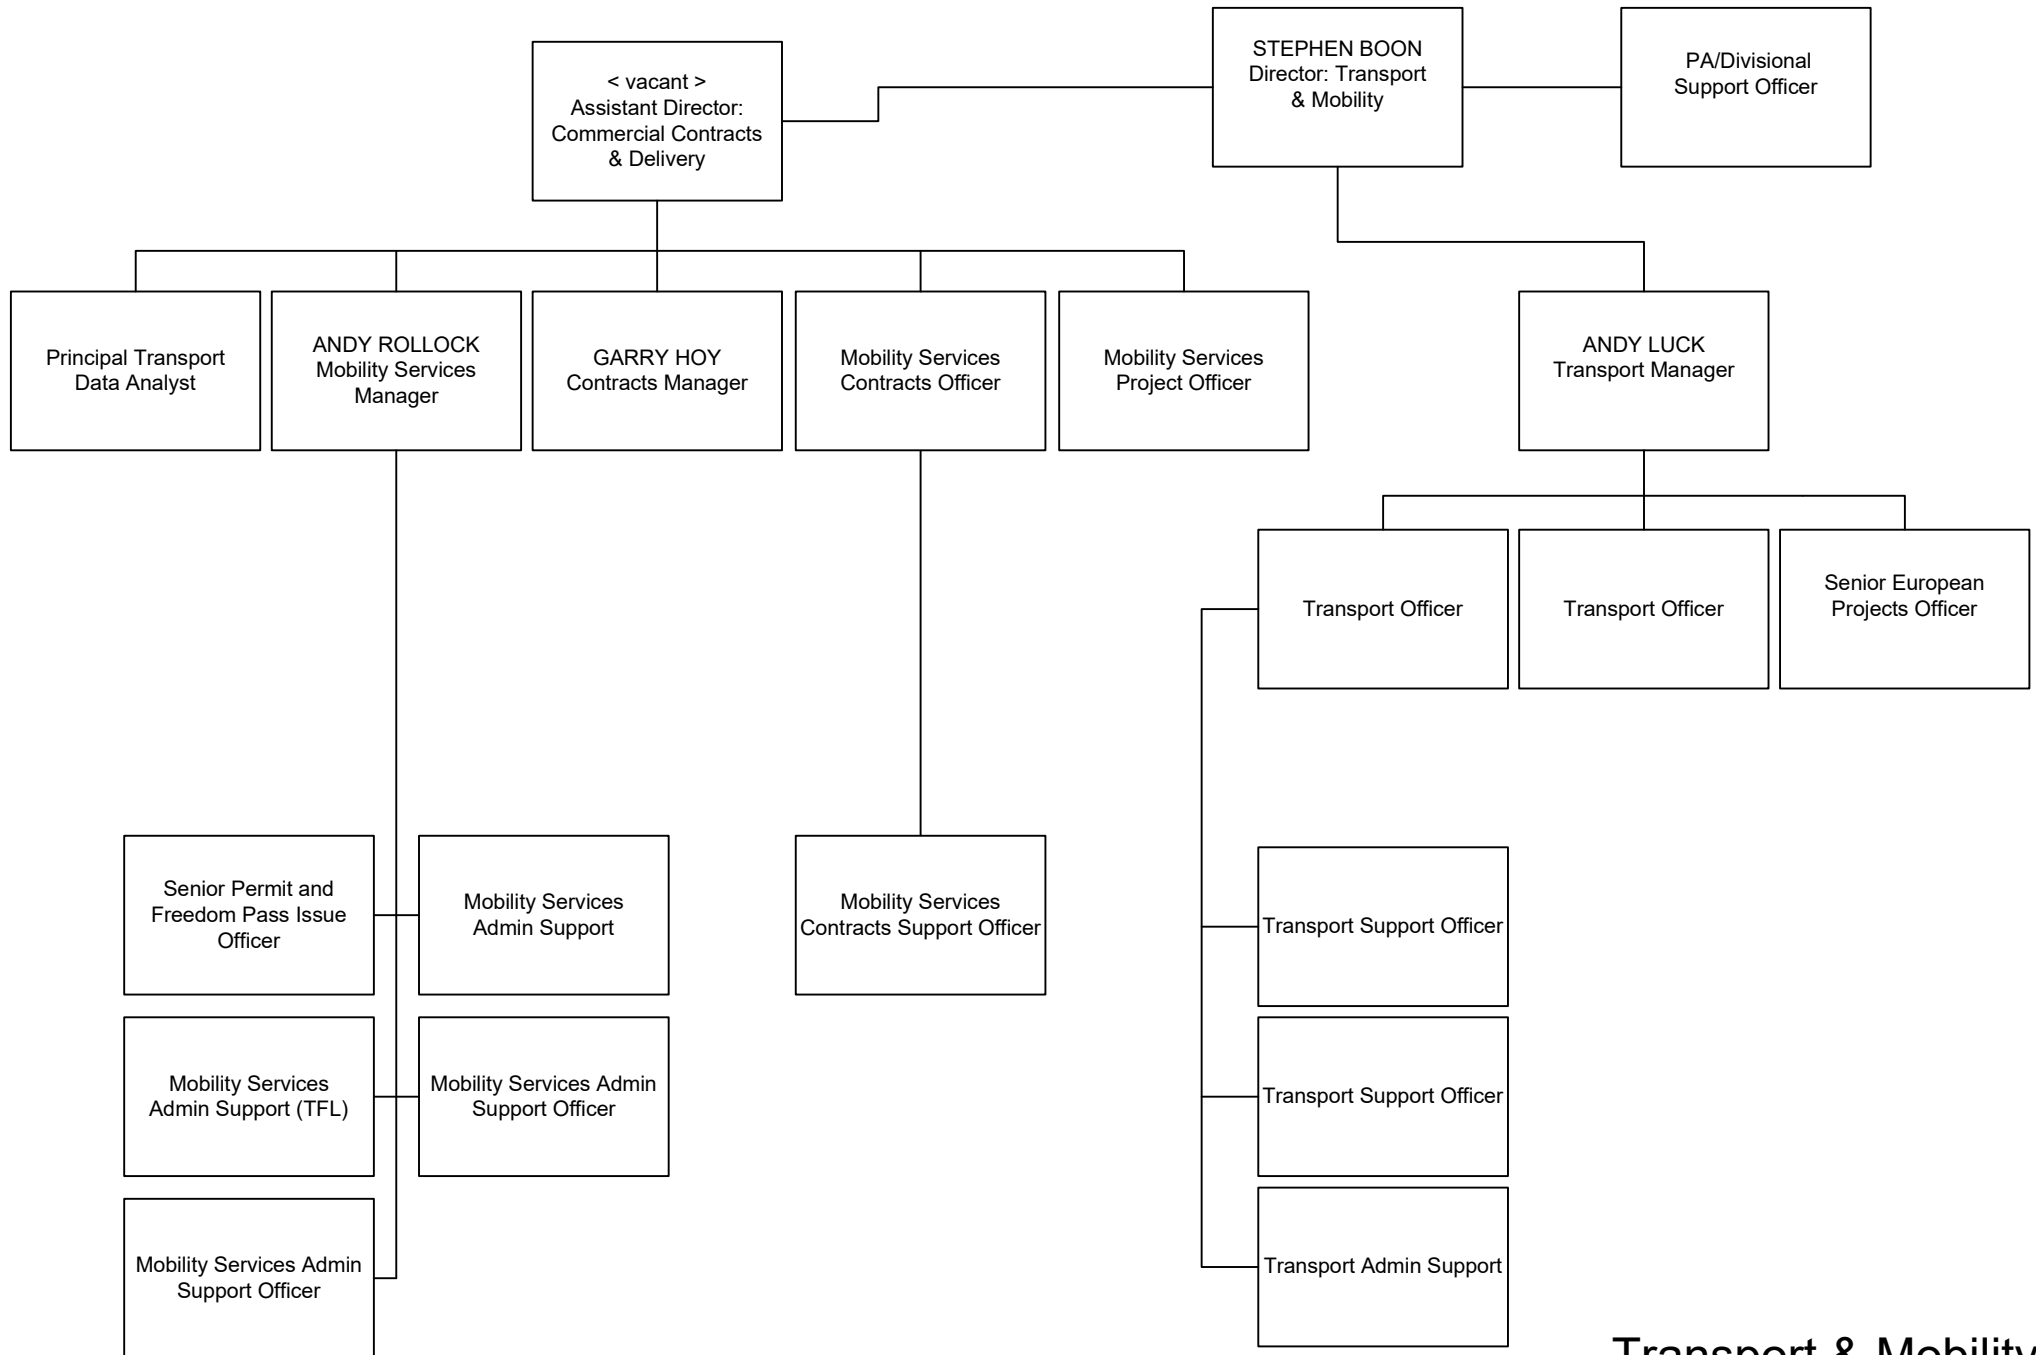 STEPHEN BOON
Director: Transport
& Mobility
PA/Divisional
Support Officer
< vacant >
Assistant Director:
Commercial Contracts
& Delivery
Principal Transport
Data Analyst
ANDY ROLLOCK
Mobility Services
Manager
GARRY HOY
Contracts Manager
Mobility Services
Contracts Officer
Mobility Services
Project Officer
ANDY LUCK
Transport Manager
Transport Officer
Transport Officer
Senior European
Projects Officer
Senior Permit and
Freedom Pass Issue
Officer
Mobility Services
Admin Support
Mobility Services
Contracts Support Officer
Transport Support Officer
Mobility Services
Admin Support (TFL)
Mobility Services Admin
Support Officer
Transport Support Officer
Mobility Services Admin
Support Officer
Transport Admin Support
Transport & Mobility